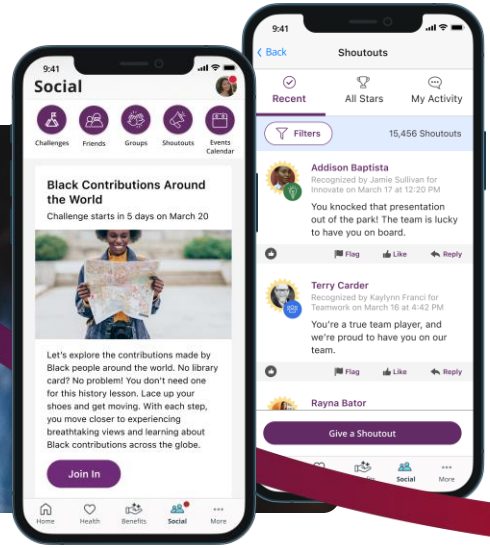 9:41
Social
Challenges
Friends
Groups
Shoutouts
Events
Calendar
Black Contributions Around
the World
Challenge starts in 5 days on March 20
Let's explore the contributions made by
Black people around the world. No library
card? No problem! You don't need one
for this history lesson. Lace up your
shoes and get moving. With each step,
you move closer to experiencing
breathtaking views and learning about
Black contributions across the globe.
Join In
Home
Health
Benefits
Social
More
9:41
Back
Shoutouts
Recent
All Stars
My Activity
Filters
15,456 Shoutouts
Addison Baptista
Recognized by Jamie Sullivan for
Innovate on March 17 at 12:20 PM
You knocked that presentation
out of the park! The team is lucky
to have you on board.
Flag
Like
Reply
Terry Carder
Recognized by Kaylynn Franci for
Teamwork on March 16 at 4:42 PM
You're a true team player, and
we're proud to have you on our
team.
Flag
Like
Reply
Rayna Bator
Give a Shoutout
Social
More